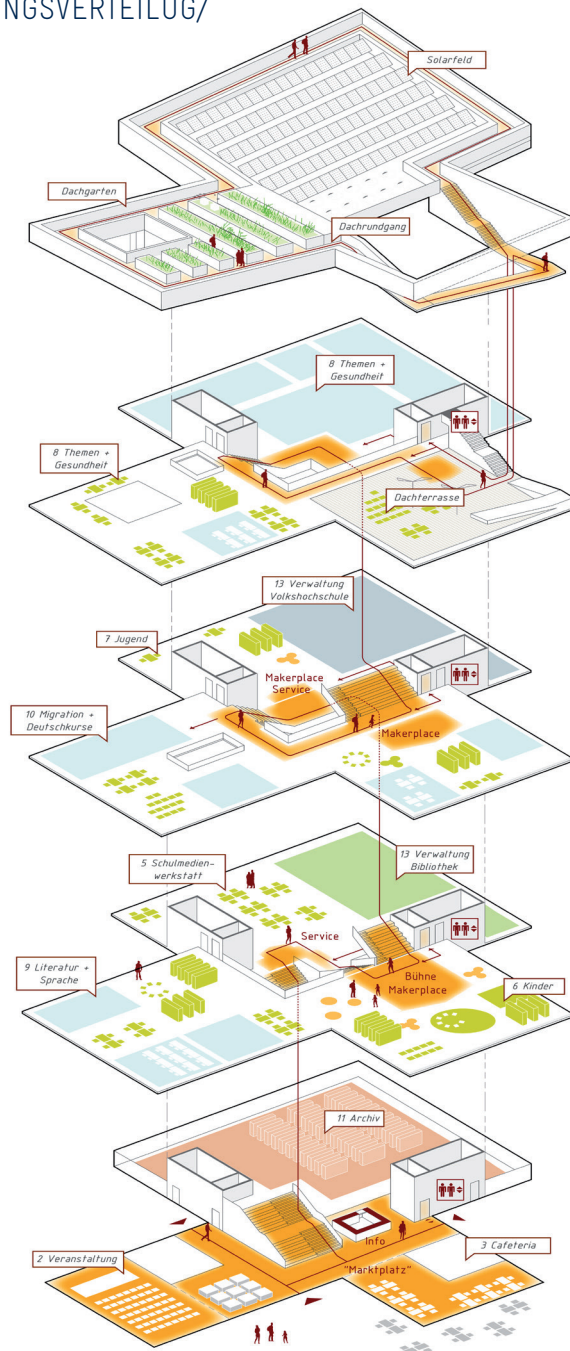 NGSVERTEILUG/
Solarfeld
Dachgarten
Dachrundgang
8 Themen +
Gesundheit
8 Themen +
Gesundheit
Dachterrasse
13 Verwaltung
Volkshochschule
7 Jugend
Makerplace
Service
10 Migration +
Deutschkurse
Makerplace
5 Schulmedien-
werkstatt
13 Verwaltung
Bibliothek
Service
9 Literatur +
Sprache
Bühne
Makerplace
6 Kinder
11 Archiv
Info
2 Veranstaltung
3 Cafeteria
"Marktplatz"